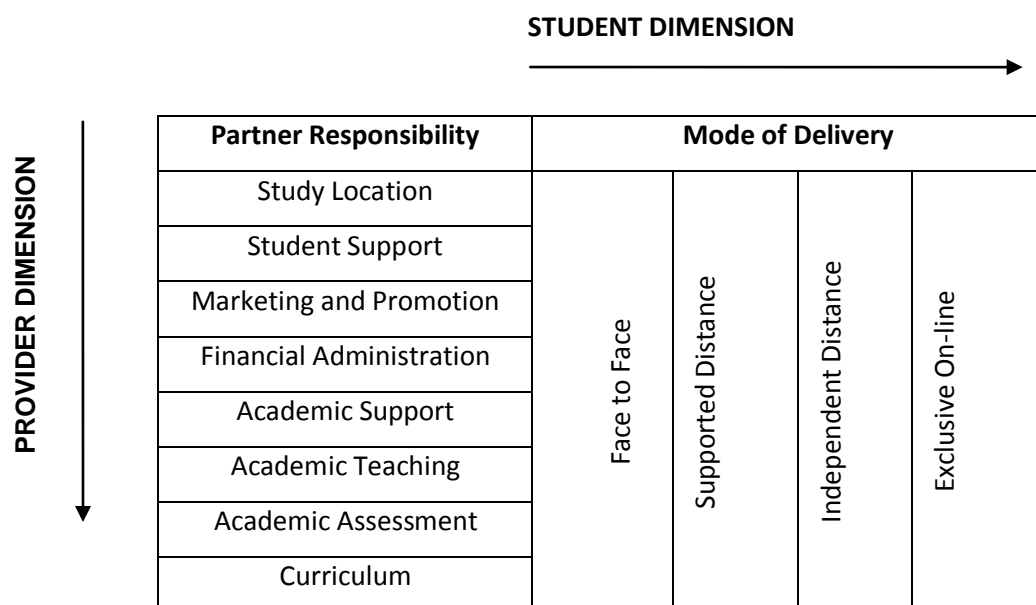 STUDENT DIMENSION
PROVIDER DIMENSION
Partner Responsibility
Mode of Delivery
Study Location
Student Support
Marketing and Promotion
Financial Administration
Academic Support
Academic Teaching
Academic Assessment
Curriculum
Face to Face
Supported Distance
Independent Distance
Exclusive On-line